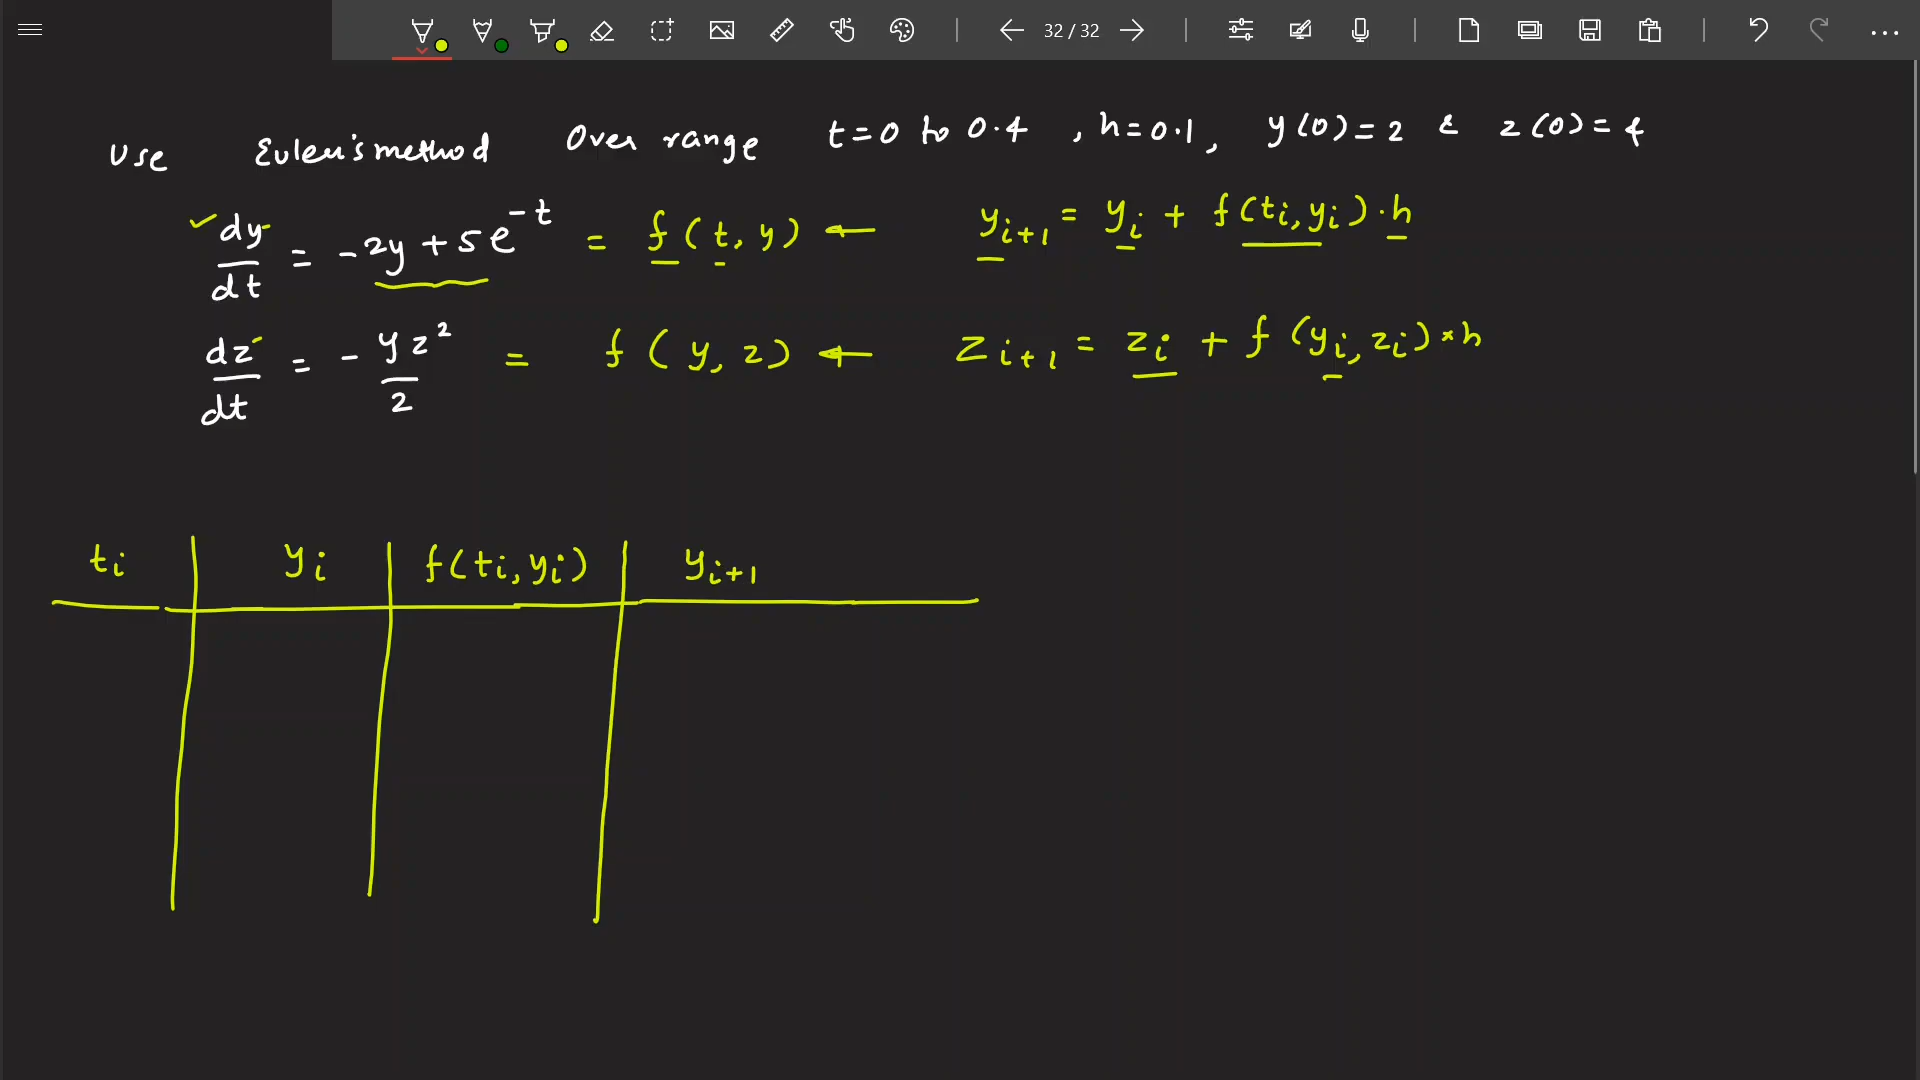 32 / 32
Use Euler's method Over range t=0 to 0.4 , h=0.1, y(0)=2 & z(0)=4
dy/dt = -2y + 5e^-t = f(t, y) ← y_i+1 = y_i + f(t_i, y_i) · h
dz/dt = - yz²/2 = f(y, z) ← z_i+1 = z_i + f(y_i, z_i) * h
t_i y_i f(t_i, y_i) y_i+1